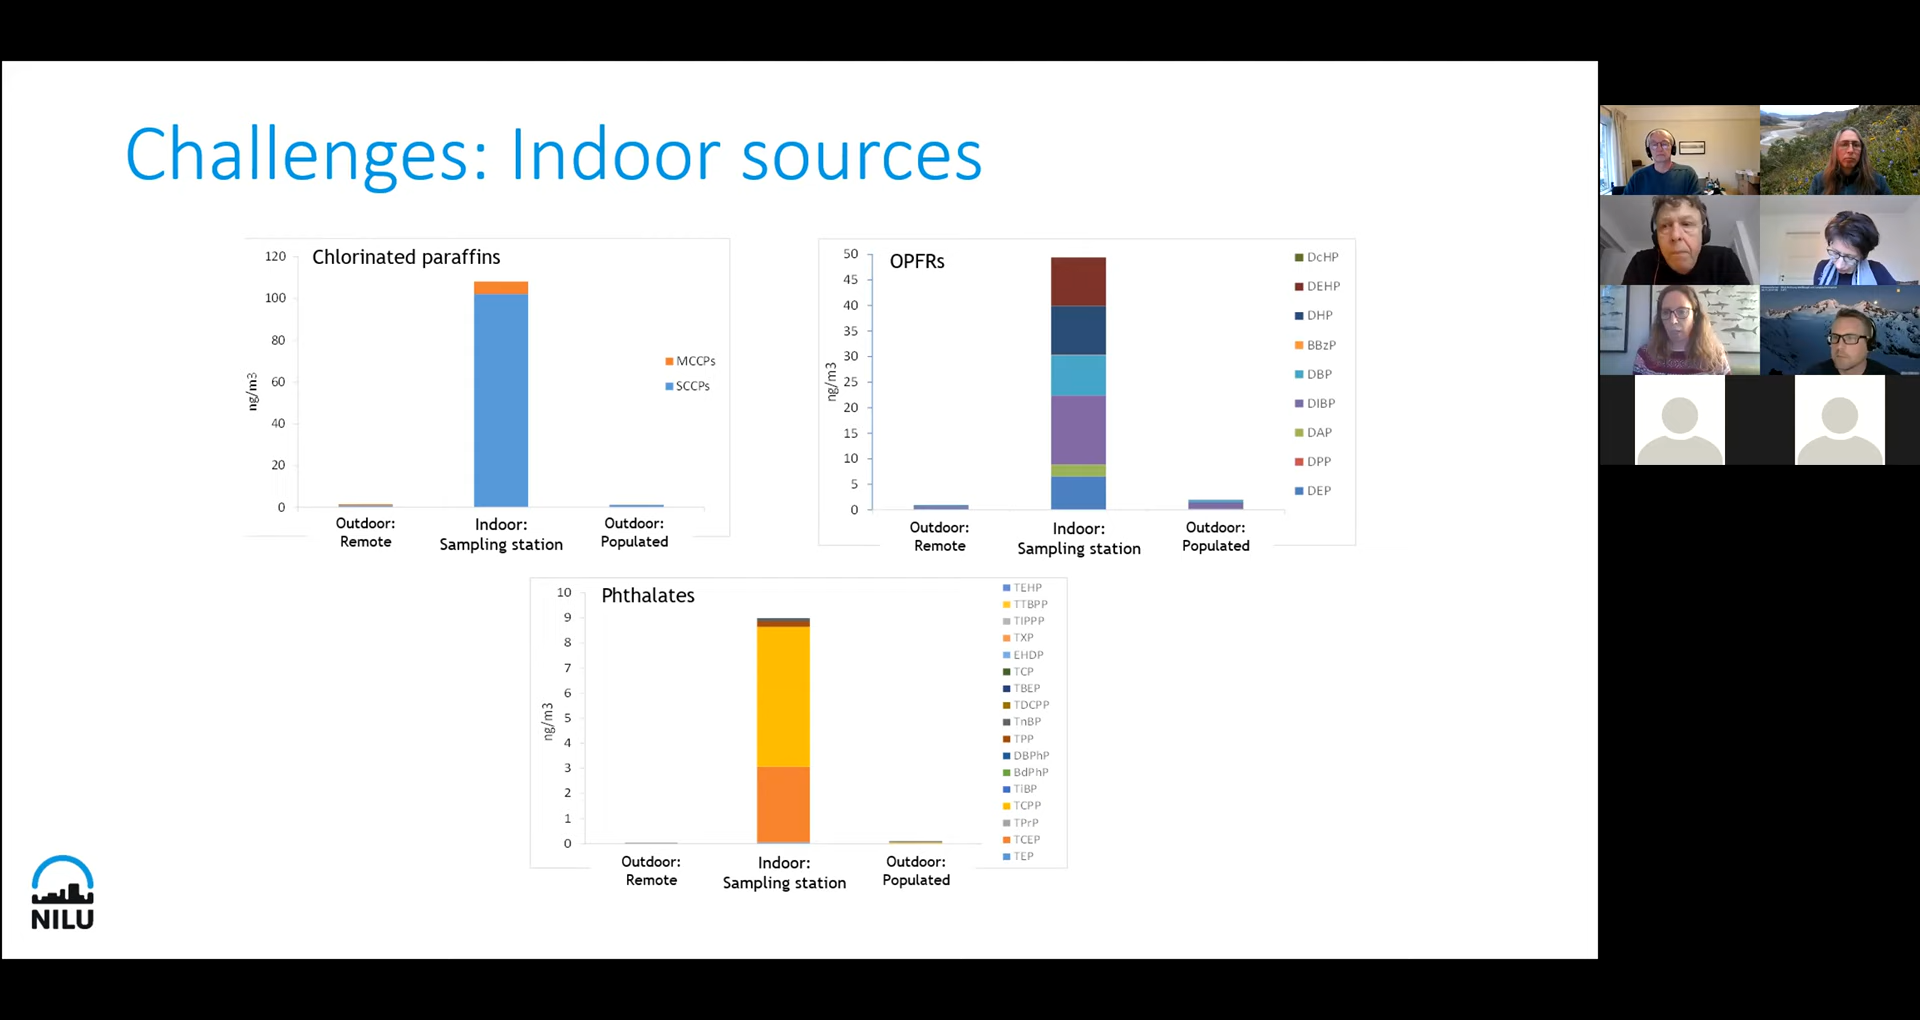 Challenges: Indoor sources
Chlorinated paraffins
120
100
80
60
40
20
0
ng/m3
MCCPs
SCCPs
Outdoor:
Remote
Indoor:
Sampling station
Outdoor:
Populated
OPFRs
50
45
40
35
30
25
20
15
10
5
0
ng/m3
DcHP
DEHP
DHP
BBzP
DBP
DIBP
DAP
DPP
DEP
Outdoor:
Remote
Indoor:
Sampling station
Outdoor:
Populated
Phthalates
10
9
8
7
6
5
4
3
2
1
0
ng/m3
TEHP
TTBPP
TIPPP
TXP
EHDP
TCP
TBEP
TDCPP
TnBP
TPP
DBPhP
BdPhP
TiBP
TCPP
TPrP
TCEP
TEP
Outdoor:
Remote
Indoor:
Sampling station
Outdoor:
Populated
NILU